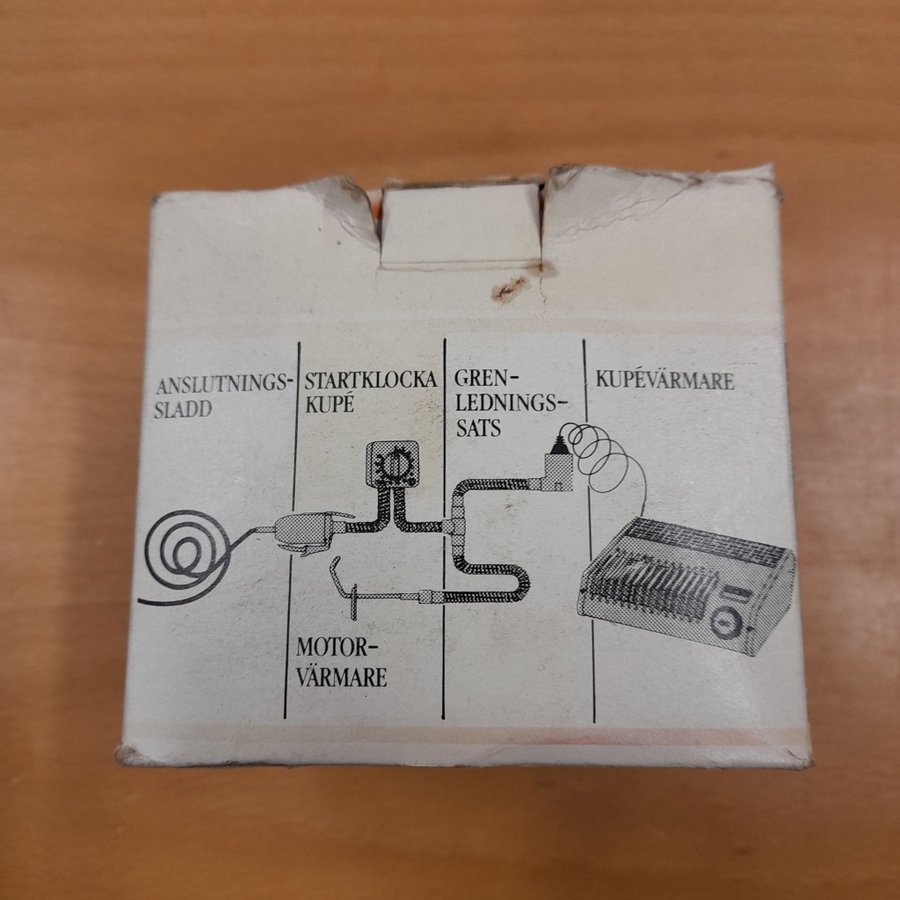 ANSLUTNINGS-
SLADD
STARTKLOCKA
KUPÉ
GREN-
LEDNINGS-
SATS
KUPÉVÄRMARE
MOTOR-
VÄRMARE